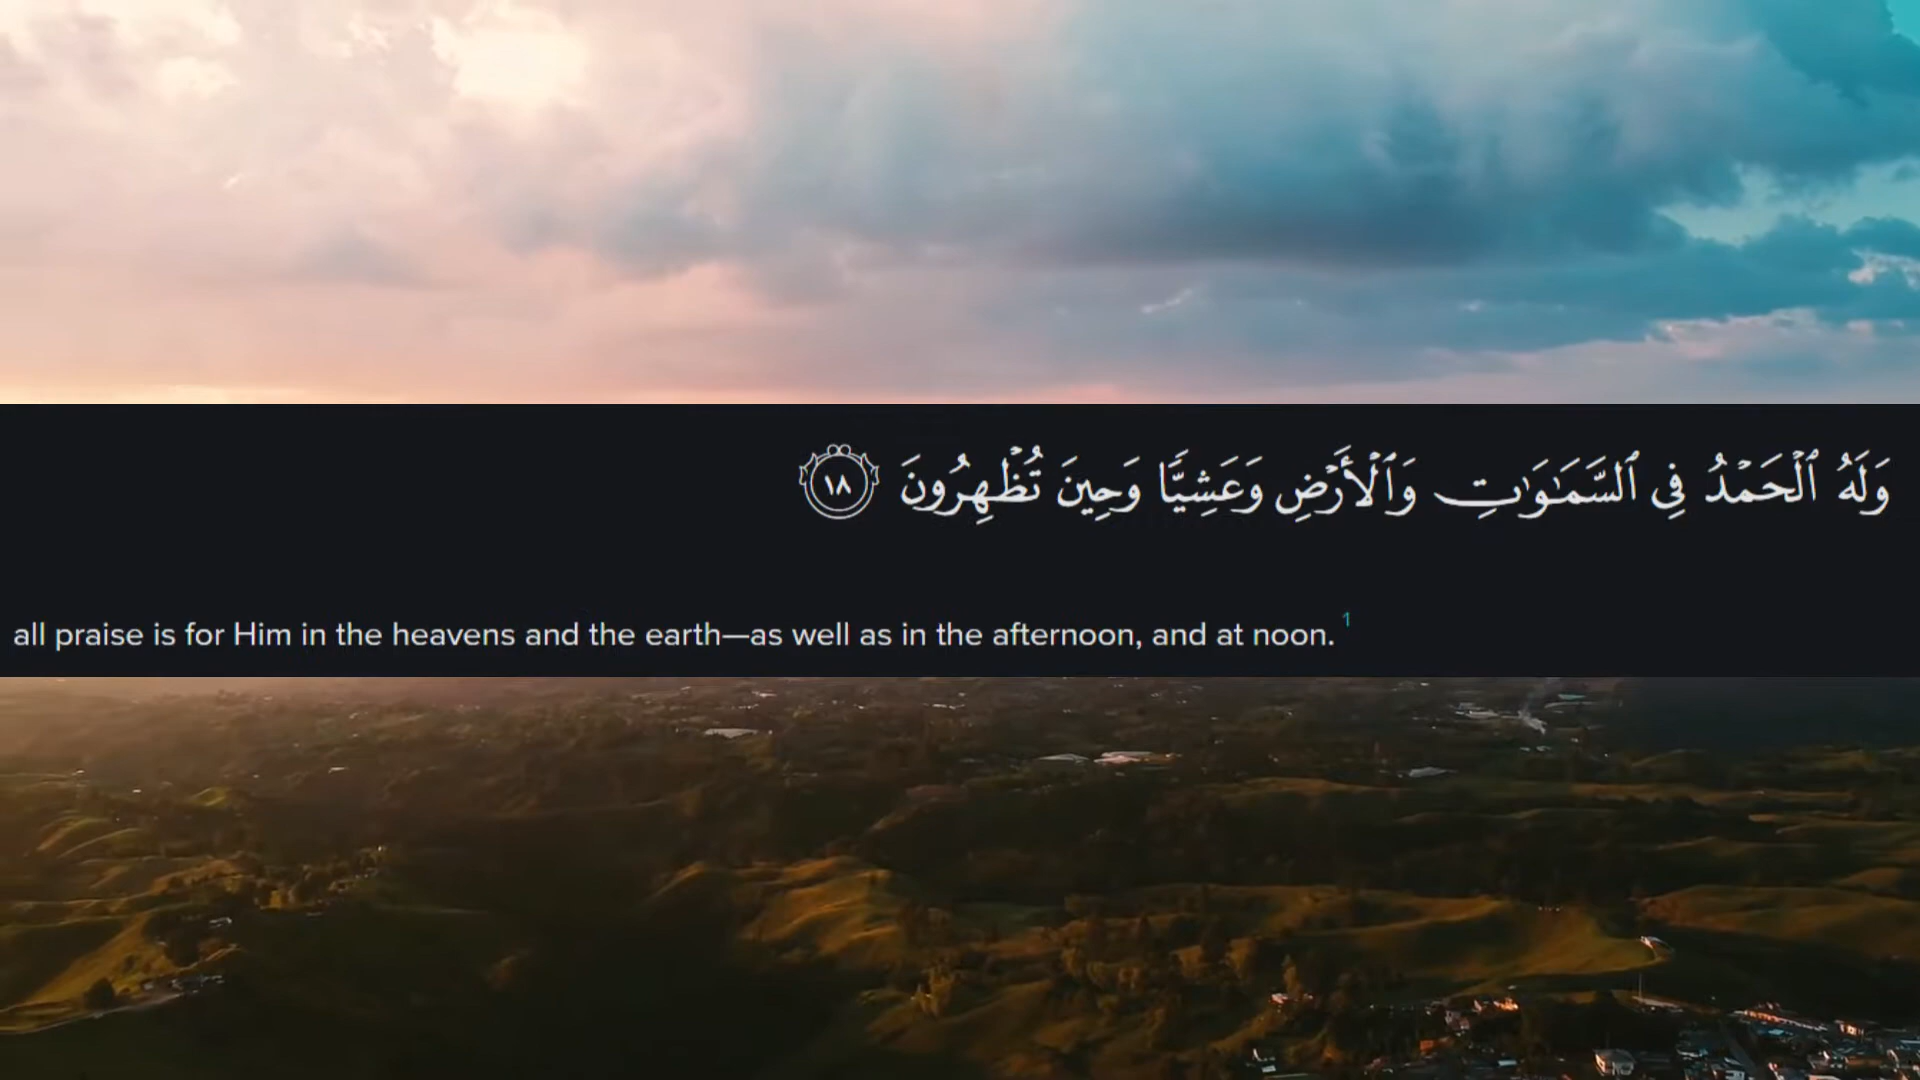 وَلَهُ ٱلْحَمْدُ فِى ٱلسَّمَـٰوَٰتِ وَٱلْأَرْضِ وَعَشِيًّا وَحِينَ تُظْهِرُونَ ١٨
all praise is for Him in the heavens and the earth—as well as in the afternoon, and at noon. 1